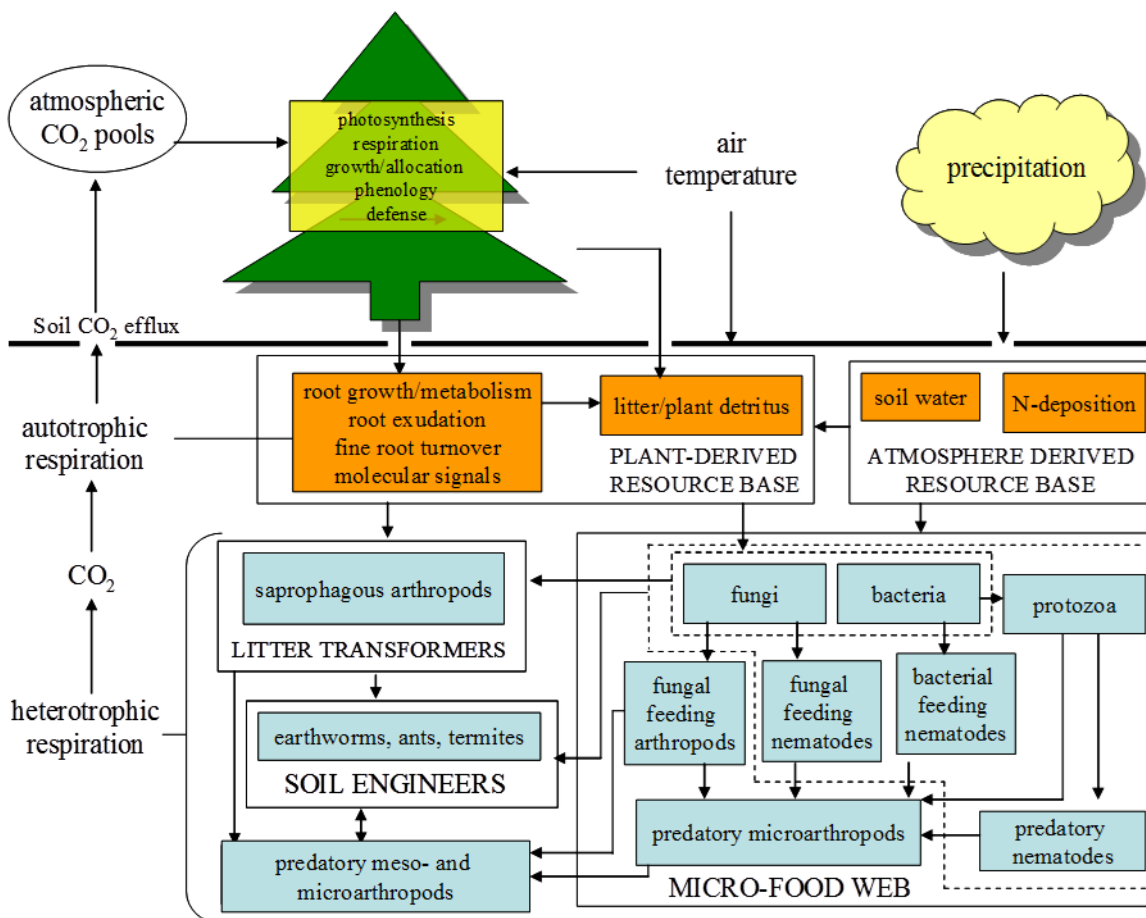 atmospheric
CO₂ pools
photosynthesis
respiration
growth/allocation
phenology
defense
air
temperature
precipitation
Soil CO₂ efflux
autotrophic
respiration
CO₂
heterotrophic
respiration
root growth/metabolism
root exudation
fine root turnover
molecular signals
litter/plant detritus
PLANT-DERIVED
RESOURCE BASE
soil water
N-deposition
ATMOSPHERE DERIVED
RESOURCE BASE
saprophagous arthropods
LITTER TRANSFORMERS
earthworms, ants, termites
SOIL ENGINEERS
predatory meso- and
microarthropods
fungi
bacteria
protozoa
fungal
feeding
arthropods
fungal
feeding
nematodes
bacterial
feeding
nematodes
predatory microarthropods
predatory
nematodes
MICRO-FOOD WEB